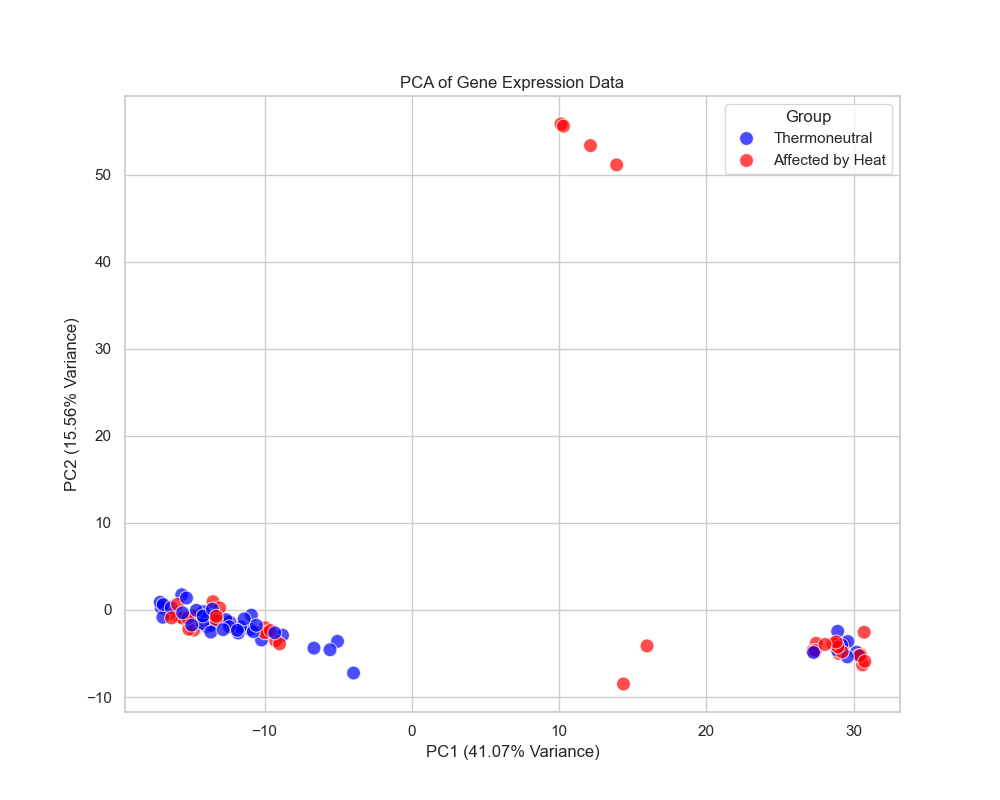 PCA of Gene Expression Data
Group
Thermoneutral
Affected by Heat
PC2 (15.56% Variance)
50
40
30
20
10
0
−10
−10
0
10
20
30
PC1 (41.07% Variance)